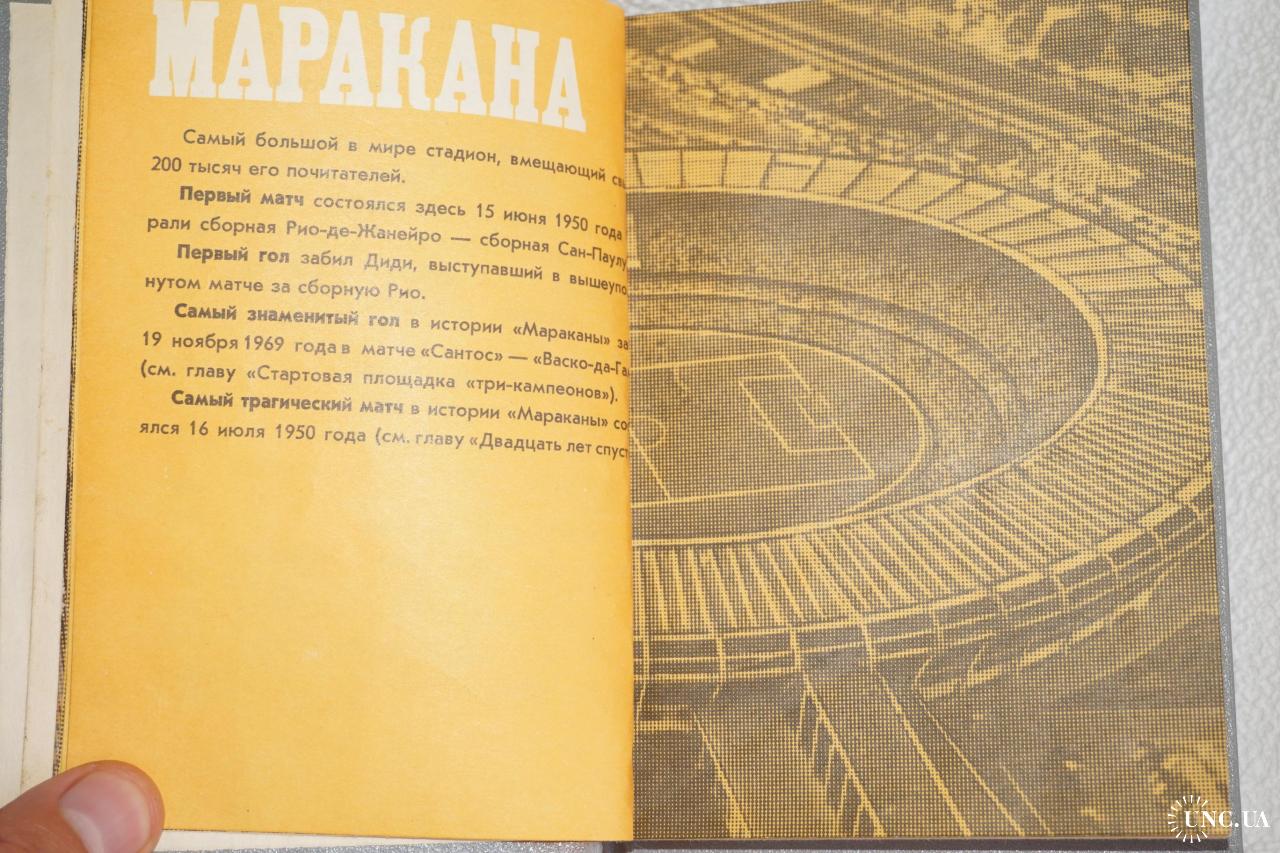 МАРАКАНА
Самый большой в мире стадион, вмещающий
200 тысяч его почитателей.
Первый матч состоялся здесь 15 июня 1950 года
рали сборная Рио-де-Жанейро — сборная Сан-Паулу
Первый гол забил Диди, выступавший в вышеупо
нутом матче за сборную Рио.
Самый знаменитый гол в истории «Мараканы» за
19 ноября 1969 года в матче «Сантос» — «Васко-да-Га
(см. главу «Стартовая площадка «три-кампеонов»).
Самый трагический матч в истории «Мараканы» со
ялся 16 июля 1950 года (см. главу «Двадцать лет спуст
UNC.UA